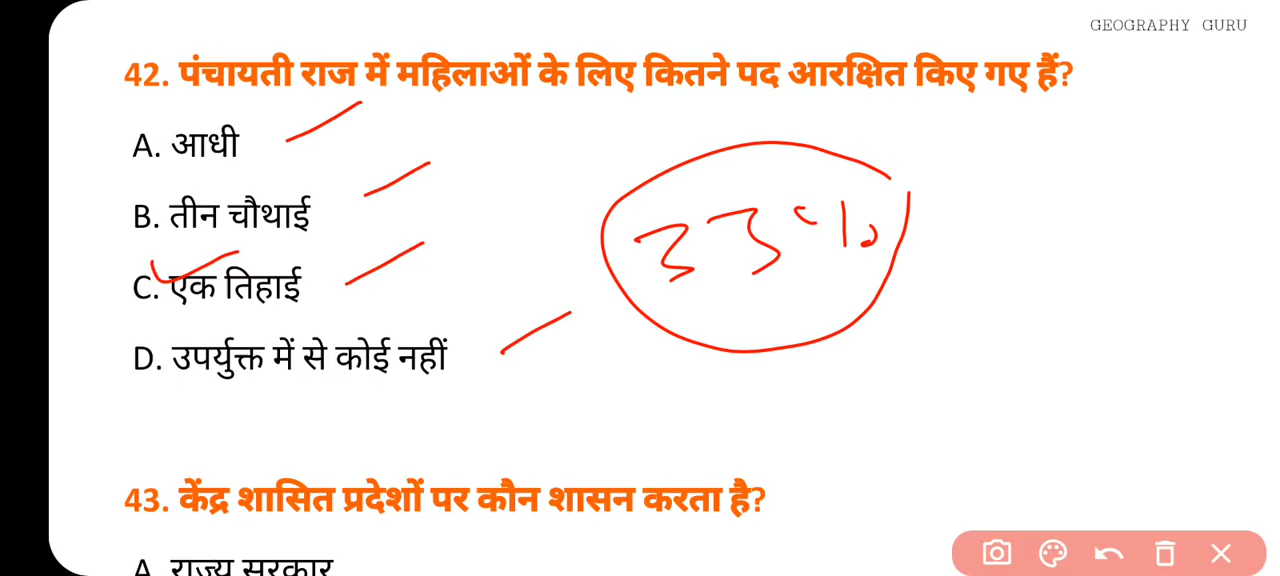 GEOGRAPHY GURU
42. पंचायती राज में महिलाओं के लिए कितने पद आरक्षित किए गए हैं?
A. आधी
B. तीन चौथाई
33%
C. एक तिहाई
D. उपर्युक्त में से कोई नहीं
43. केंद्र शासित प्रदेशों पर कौन शासन करता है?
A. राज्य सरकार